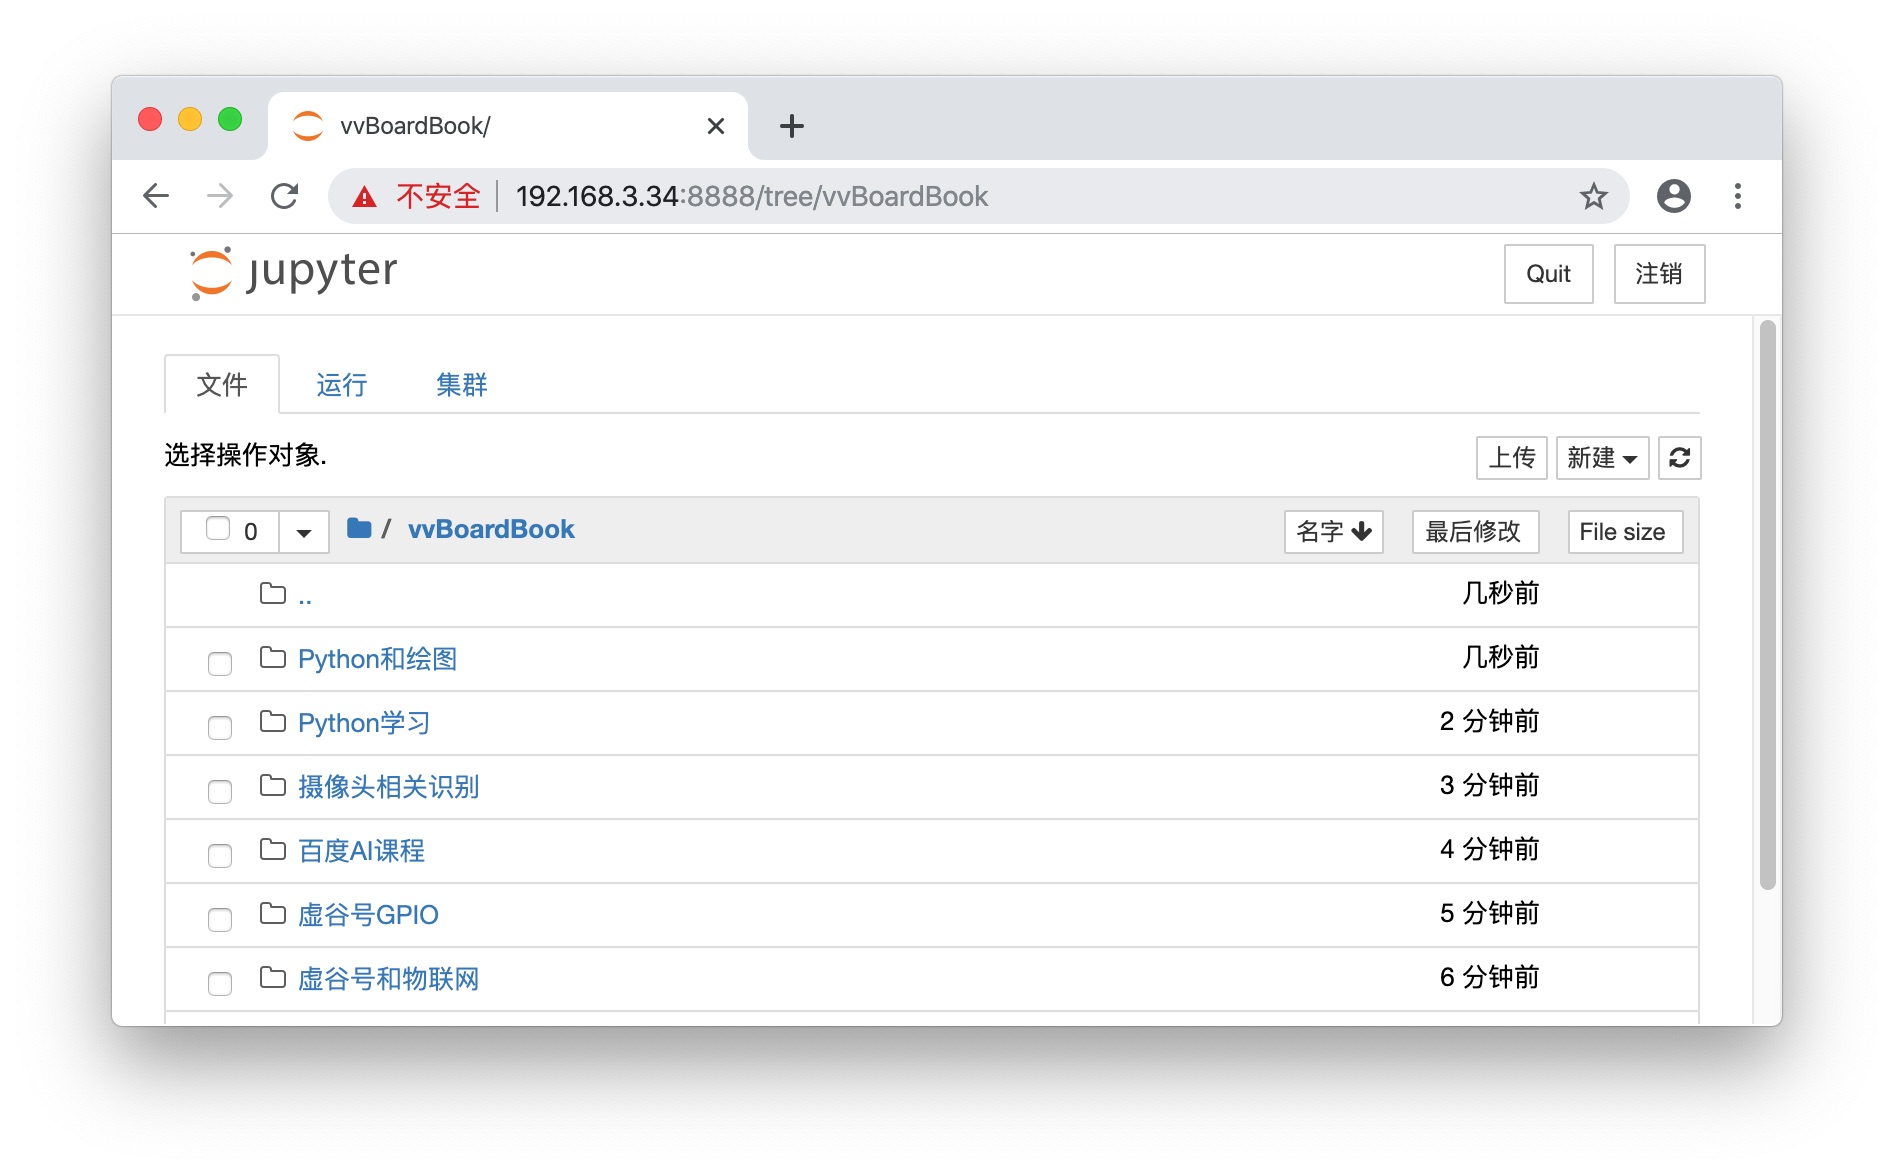 vvBoardBook/
不安全 192.168.3.34:8888/tree/vvBoardBook
jupyter
Quit 注销
文件 运行 集群
选择操作对象.
上传 新建
0 / vvBoardBook 名字 最后修改 File size
.. 几秒前
Python和绘图 几秒前
Python学习 2 分钟前
摄像头相关识别 3 分钟前
百度AI课程 4 分钟前
虚谷号GPIO 5 分钟前
虚谷号和物联网 6 分钟前